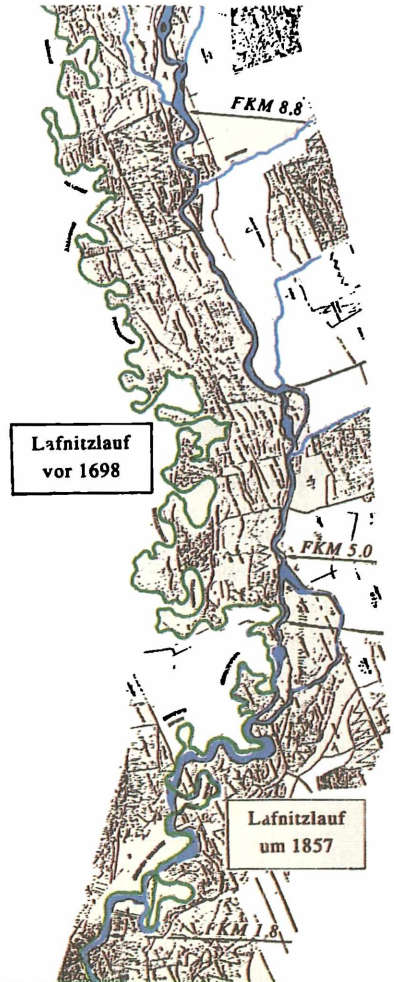 FKM 8.8
Lafnitzlauf
vor 1698
FKM 5.0
Lafnitzlauf
um 1857
FKM 1.8